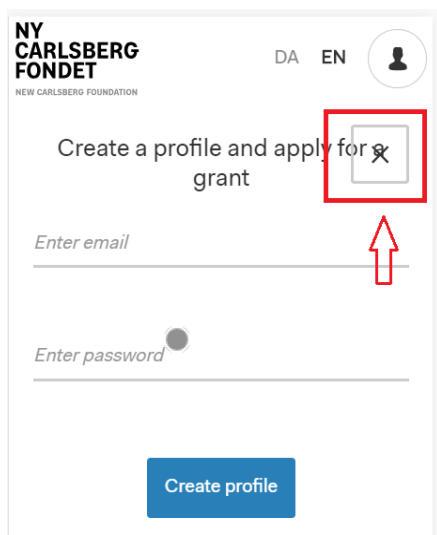 NY
CARLSBERG
FONDET
NEW CARLSBERG FOUNDATION
DA EN
Create a profile and apply for a
grant
Enter email
Enter password
Create profile